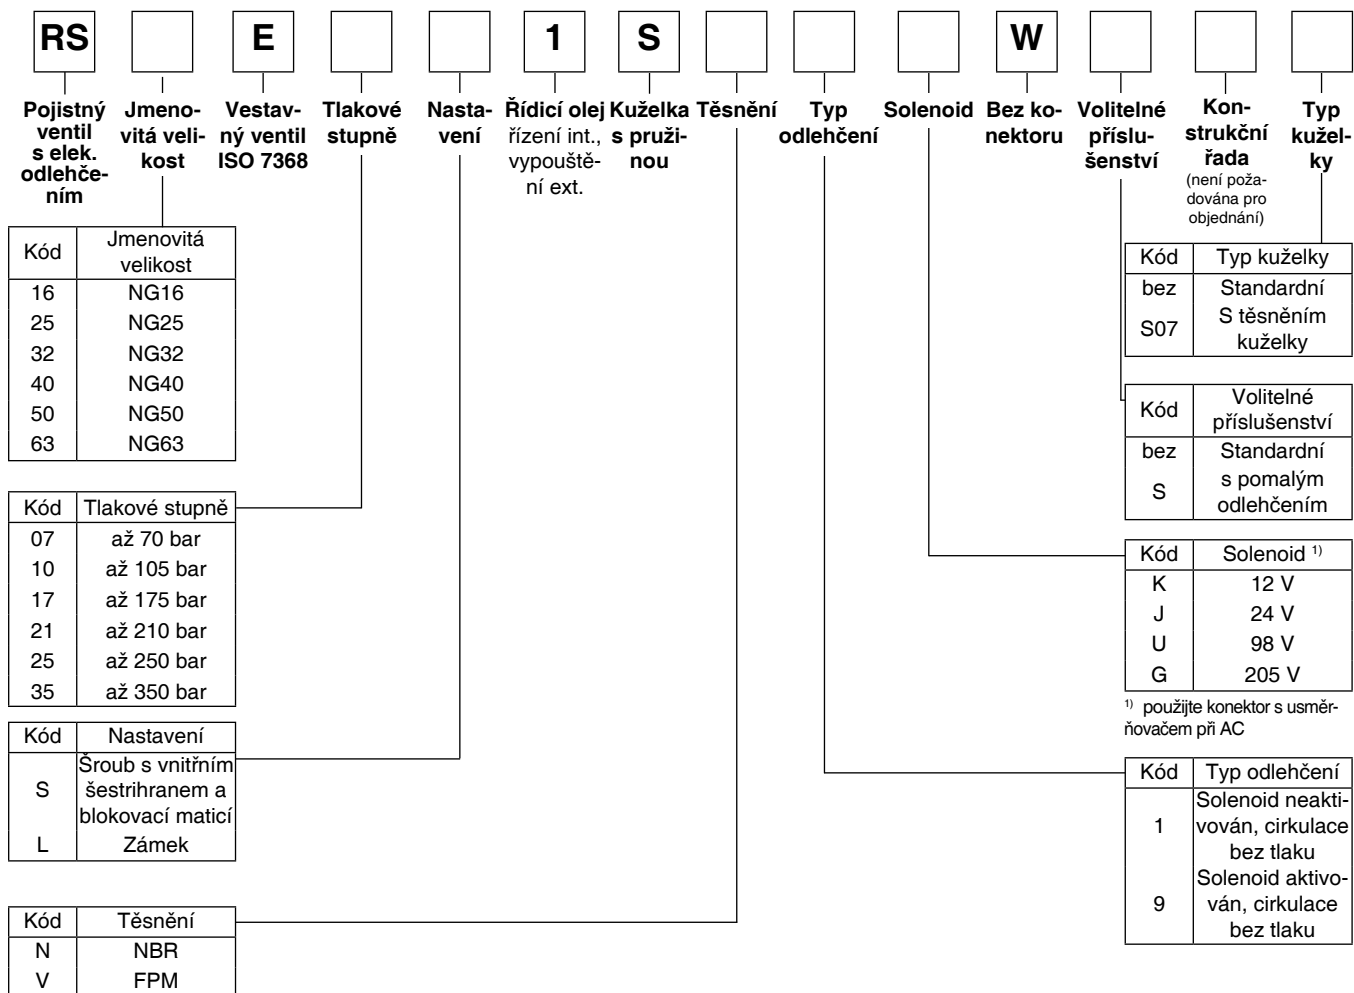 RS E 1 S W
Pojistný
ventil
s elek.
odlehče-
ním
Jmeno-
vitá veli-
kost
Vestav-
ný ventil
ISO 7368
Tlakové
stupně
Nasta-
vení
Řídicí olej
řízení int.,
vypouště-
ní ext.
Kuželka
s pruži-
nou
Těsnění
Typ
odlehčení
Solenoid
Bez ko-
nektoru
Volitelné
příslu-
šenství
Kon-
strukční
řada
(není poža-
dována pro
objednání)
Typ
kužel-
ky
Kód Jmenovitá
velikost
16 NG16
25 NG25
32 NG32
40 NG40
50 NG50
63 NG63
Kód Tlakové stupně
07 až 70 bar
10 až 105 bar
17 až 175 bar
21 až 210 bar
25 až 250 bar
35 až 350 bar
Kód Nastavení
S Šroub s vnitřním
šestrihranem a
blokovací maticí
L Zámek
Kód Těsnění
N NBR
V FPM
Kód Typ kuželky
bez Standardní
S07 S těsněním
kuželky
Kód Volitelné
příslušenství
bez Standardní
S s pomalým
odlehčením
Kód Solenoid 1)
K 12 V
J 24 V
U 98 V
G 205 V
1) použijte konektor s usměr-
ňovačem při AC
Kód Typ odlehčení
1 Solenoid neakti-
vován, cirkulace
bez tlaku
9 Solenoid aktivo-
ván, cirkulace
bez tlaku